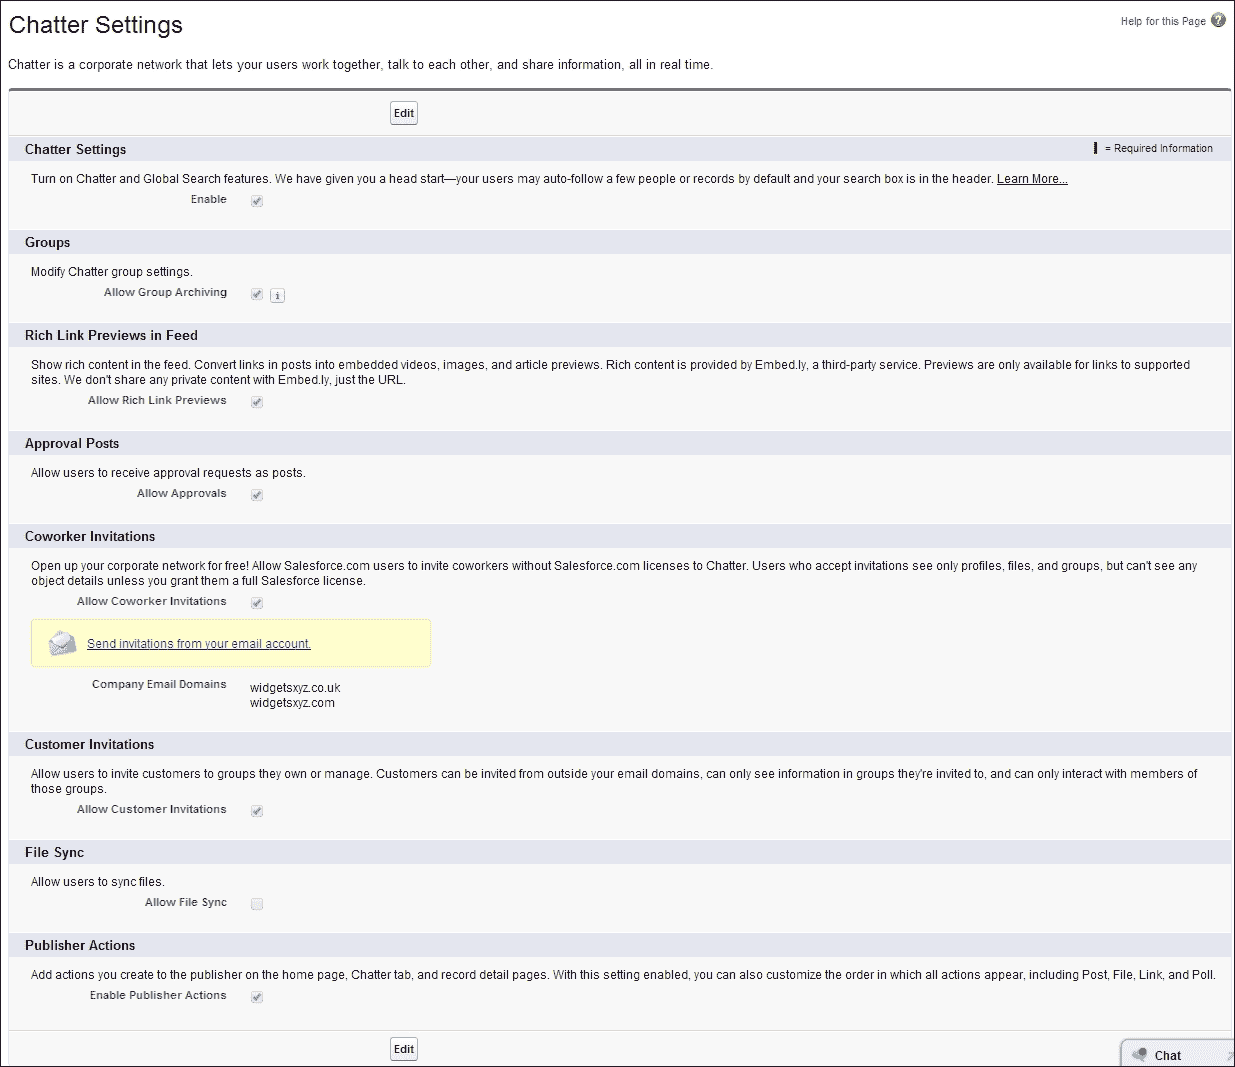 Chatter Settings
Help for this Page ?
Chatter is a corporate network that lets your users work together, talk to each other, and share information, all in real time.
Edit
Chatter Settings
= Required Information
Turn on Chatter and Global Search features. We have given you a head start—your users may auto-follow a few people or records by default and your search box is in the header. Learn More...
Enable
Groups
Modify Chatter group settings.
Allow Group Archiving
i
Rich Link Previews in Feed
Show rich content in the feed. Convert links in posts into embedded videos, images, and article previews. Rich content is provided by Embed.ly, a third-party service. Previews are only available for links to supported
sites. We don't share any private content with Embed.ly, just the URL.
Allow Rich Link Previews
Approval Posts
Allow users to receive approval requests as posts.
Allow Approvals
Coworker Invitations
Open up your corporate network for free! Allow Salesforce.com users to invite coworkers without Salesforce.com licenses to Chatter. Users who accept invitations see only profiles, files, and groups, but can't see any
object details unless you grant them a full Salesforce license.
Allow Coworker Invitations
Send invitations from your email account.
Company Email Domains
widgetsxyz.co.uk
widgetsxyz.com
Customer Invitations
Allow users to invite customers to groups they own or manage. Customers can be invited from outside your email domains, can only see information in groups they're invited to, and can only interact with members of
those groups.
Allow Customer Invitations
File Sync
Allow users to sync files.
Allow File Sync
Publisher Actions
Add actions you create to the publisher on the home page, Chatter tab, and record detail pages. With this setting enabled, you can also customize the order in which all actions appear, including Post, File, Link, and Poll.
Enable Publisher Actions
Edit
Chat